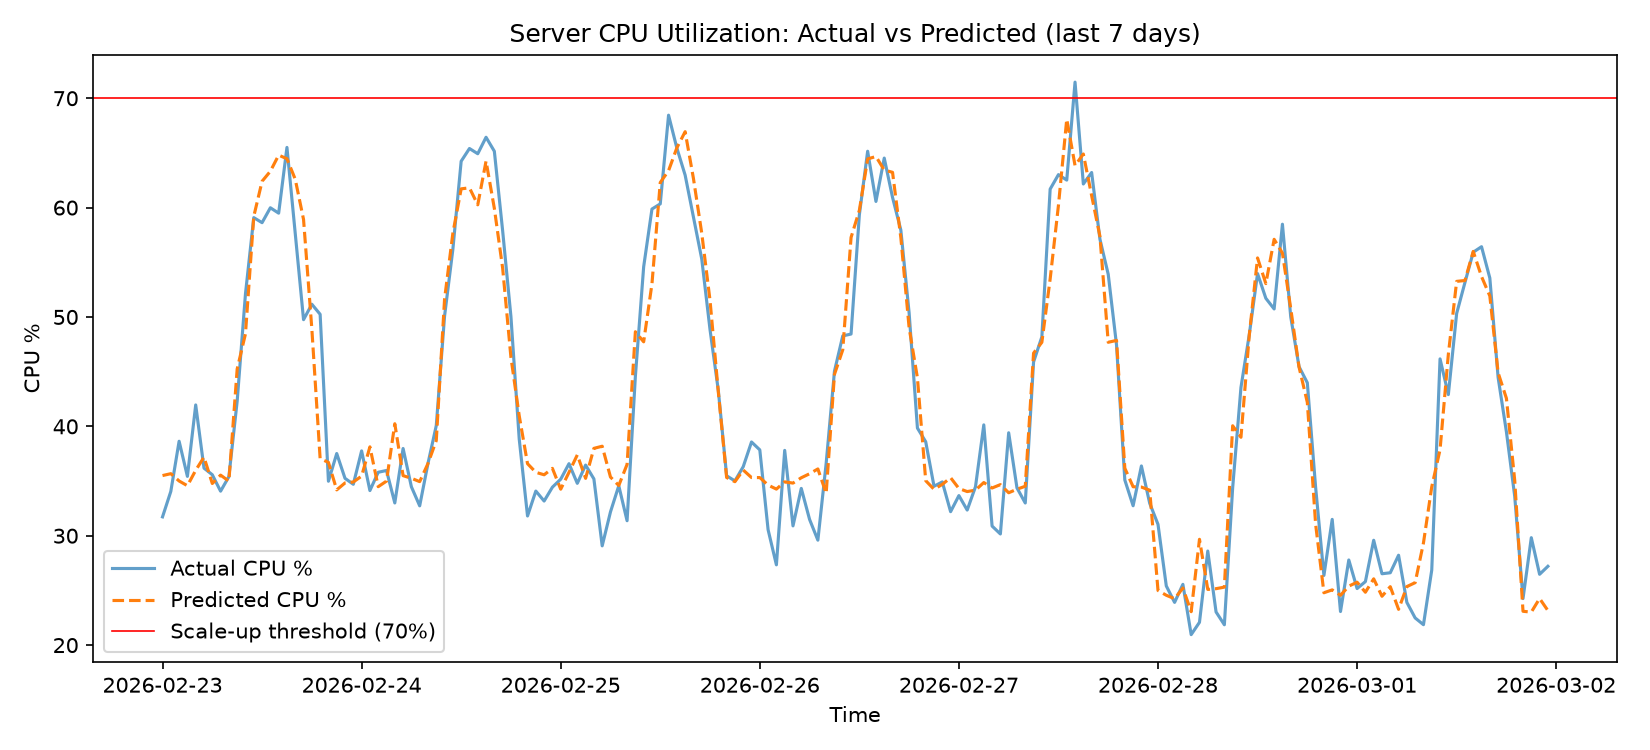 Server CPU Utilization: Actual vs Predicted (last 7 days)
CPU %
70
60
50
40
30
20
Actual CPU %
Predicted CPU %
Scale-up threshold (70%)
2026-02-23
2026-02-24
2026-02-25
2026-02-26
2026-02-27
2026-02-28
2026-03-01
2026-03-02
Time